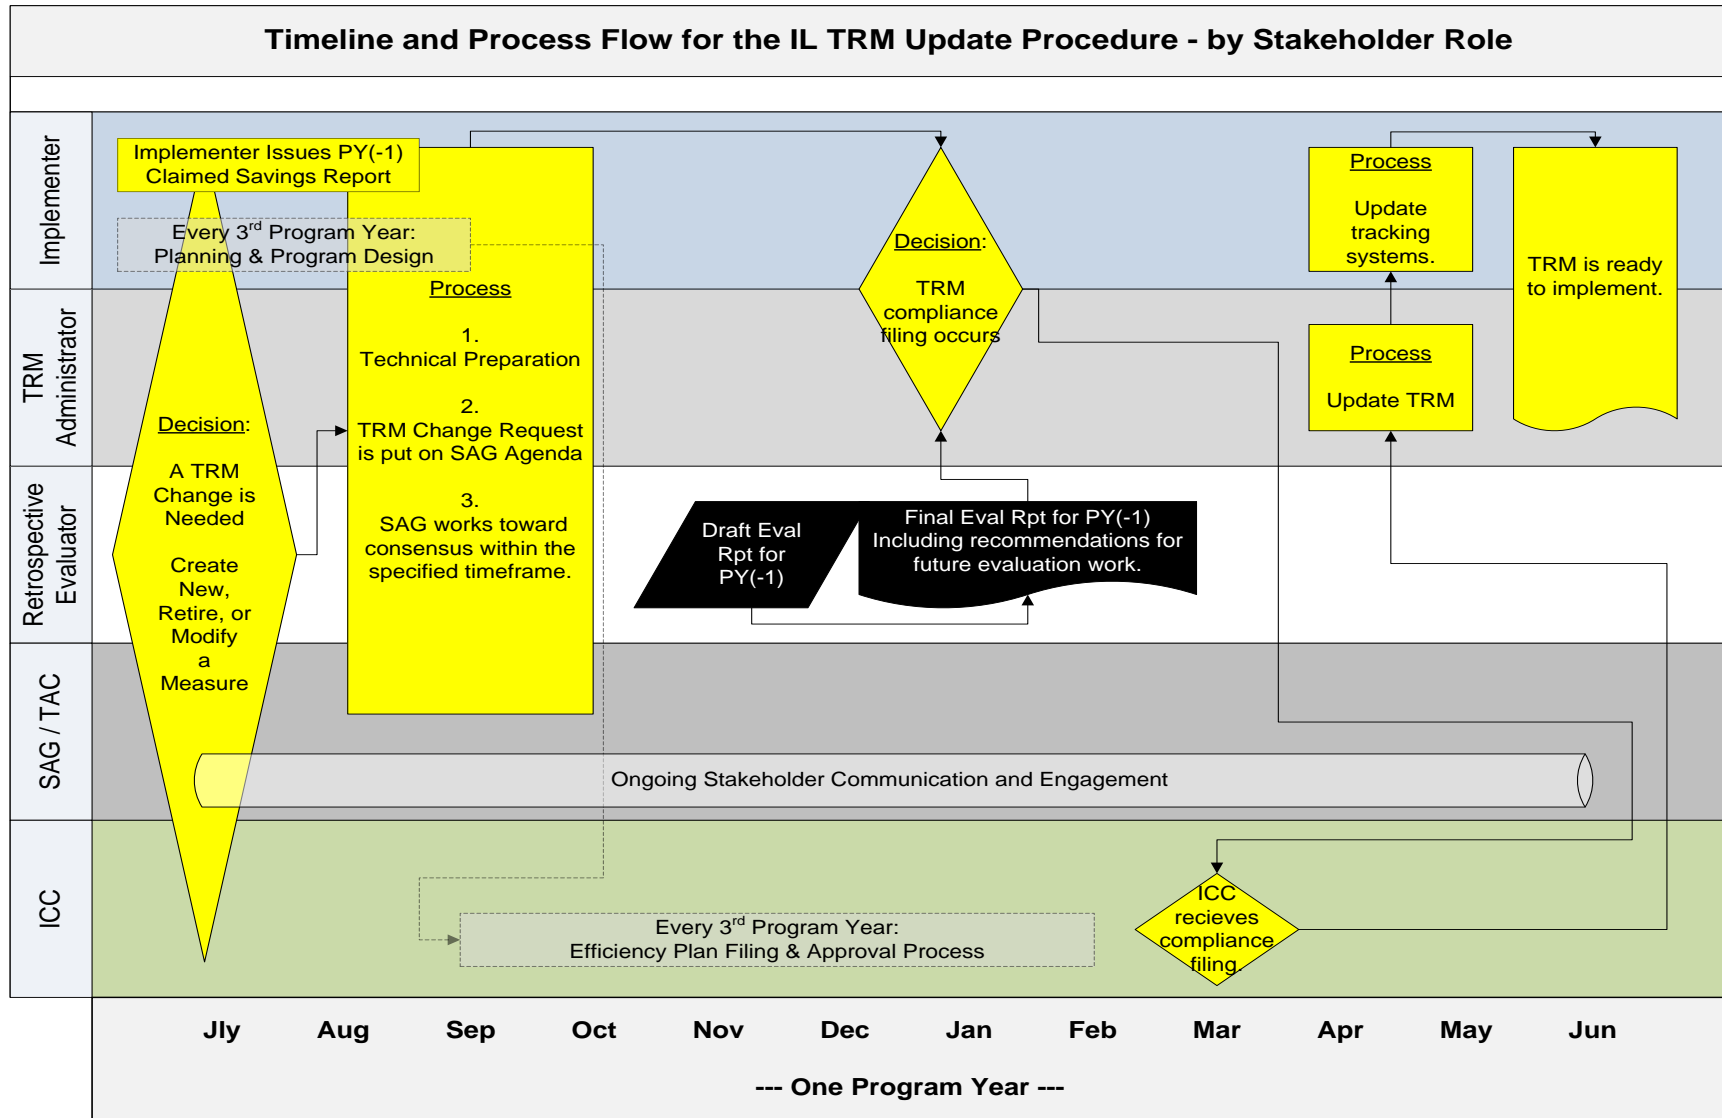 Timeline and Process Flow for the IL TRM Update Procedure - by Stakeholder Role
Implementer
TRM
Administrator
Retrospective
Evaluator
SAG / TAC
ICC
Implementer Issues PY(-1)
Claimed Savings Report
Every 3rd Program Year:
Planning & Program Design
Decision:
A TRM
Change is
Needed
Create
New,
Retire, or
Modify
a
Measure
Process
1.
Technical Preparation
2.
TRM Change Request
is put on SAG Agenda
3.
SAG works toward
consensus within the
specified timeframe.
Decision:
TRM
compliance
filing occurs
Draft Eval
Rpt for
PY(-1)
Final Eval Rpt for PY(-1)
Including recommendations for
future evaluation work.
Process
Update
tracking
systems.
Process
Update TRM
TRM is ready
to implement.
Ongoing Stakeholder Communication and Engagement
Every 3rd Program Year:
Efficiency Plan Filing & Approval Process
ICC
recieves
compliance
filing.
Jly Aug Sep Oct Nov Dec Jan Feb Mar Apr May Jun
--- One Program Year ---